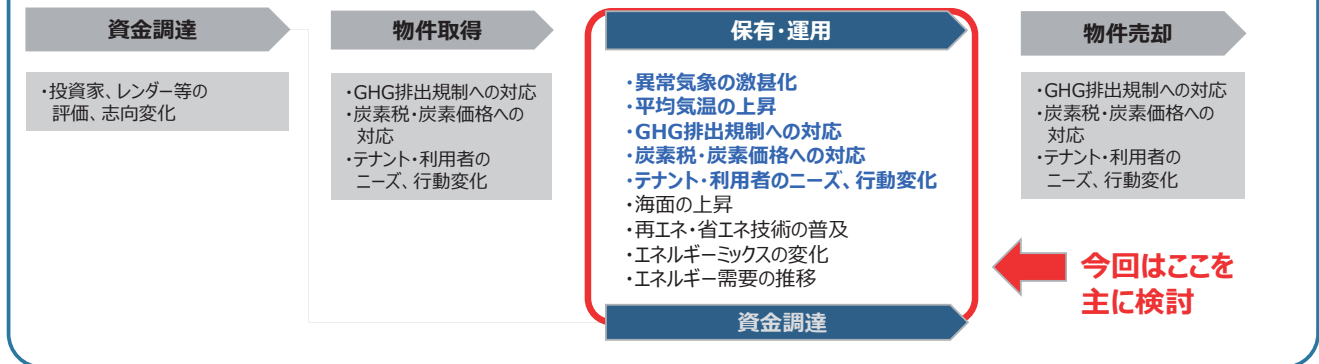 資金調達
・投資家、レンダー等の
評価、志向変化
物件取得
・GHG排出規制への対応
・炭素税・炭素価格への
対応
・テナント・利用者の
ニーズ、行動変化
保有・運用
・異常気象の激甚化
・平均気温の上昇
・GHG排出規制への対応
・炭素税・炭素価格への対応
・テナント・利用者のニーズ、行動変化
・海面の上昇
・再エネ・省エネ技術の普及
・エネルギーミックスの変化
・エネルギー需要の推移
資金調達
物件売却
・GHG排出規制への対応
・炭素税・炭素価格への
対応
・テナント・利用者の
ニーズ、行動変化
今回はここを
主に検討